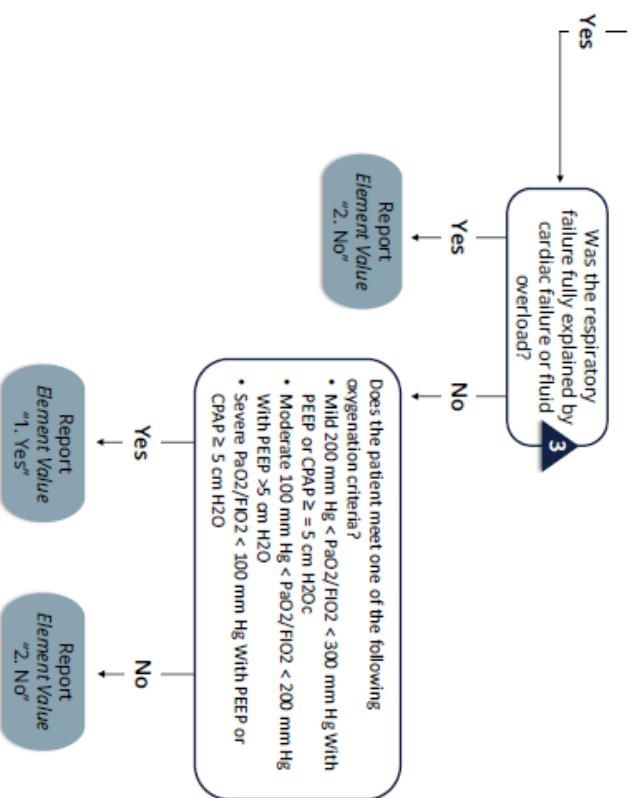 Yes
Was the respiratory
failure fully explained by
cardiac failure or fluid
overload?
3
Yes
No
Report
Element Value
"2. No"
Does the patient meet one of the following
oxygenation criteria?
• Mild 200 mm Hg < PaO2/FIO2 < 300 mm Hg With
PEEP or CPAP ≥ = 5 cm H2Oc
• Moderate 100 mm Hg < PaO2/FIO2 < 200 mm Hg
With PEEP >5 cm H2O
• Severe PaO2/FIO2 < 100 mm Hg With PEEP or
CPAP ≥ 5 cm H2O
Yes
No
Report
Element Value
"1. Yes"
Report
Element Value
"2. No"